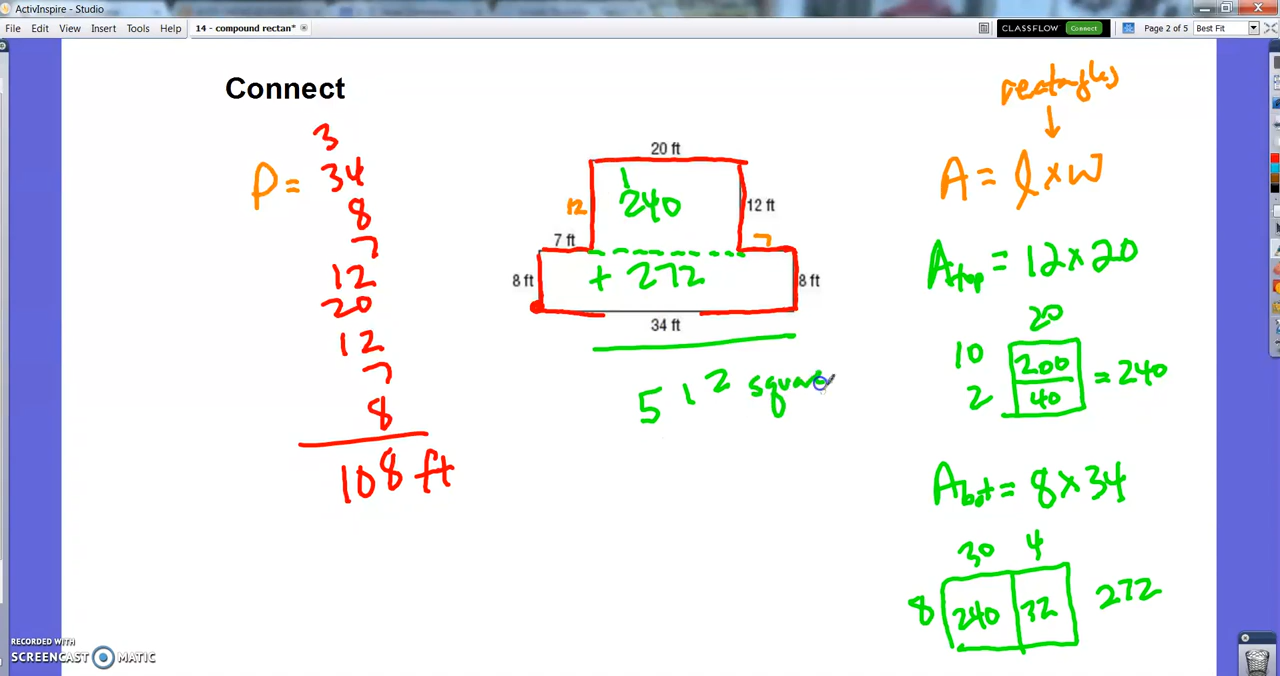 ActivInspire - Studio
File Edit View Insert Tools Help 14 - compound rectan* CLASSFLOW Connect Page 2 of 5 Best Fit
Connect
P =
3
34
8
7
12
20
12
7
8
108 ft
20 ft
1
240
12
12 ft
7 ft
7
8 ft
+ 272
8 ft
34 ft
512 square
rectangles
↓
A = l x w
Atop = 12 x 20
20
10 200
2 40
= 240
Abot = 8 x 34
30 4
8 240 32 272
RECORDED WITH
SCREENCAST MATIC